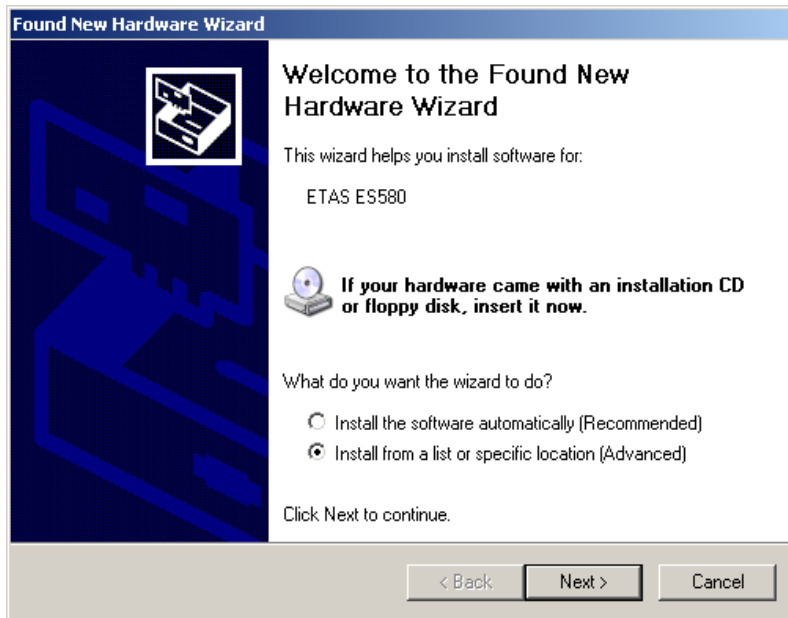 Found New Hardware Wizard
Welcome to the Found New
Hardware Wizard
This wizard helps you install software for:
ETAS ES580
If your hardware came with an installation CD
or floppy disk, insert it now.
What do you want the wizard to do?
Install the software automatically (Recommended)
Install from a list or specific location (Advanced)
Click Next to continue.
< Back
Next >
Cancel